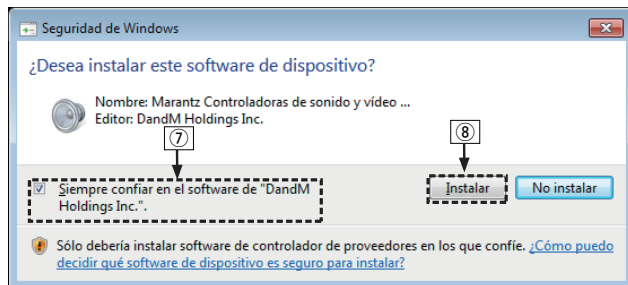 Seguridad de Windows
¿Desea instalar este software de dispositivo?
Nombre: Marantz Controladoras de sonido y vídeo ...
Editor: DandM Holdings Inc.
⑦
⑧
Siempre confiar en el software de "DandM
Holdings Inc.".
Instalar
No instalar
Sólo debería instalar software de controlador de proveedores en los que confíe. ¿Cómo puedo
decidir qué software de dispositivo es seguro para instalar?